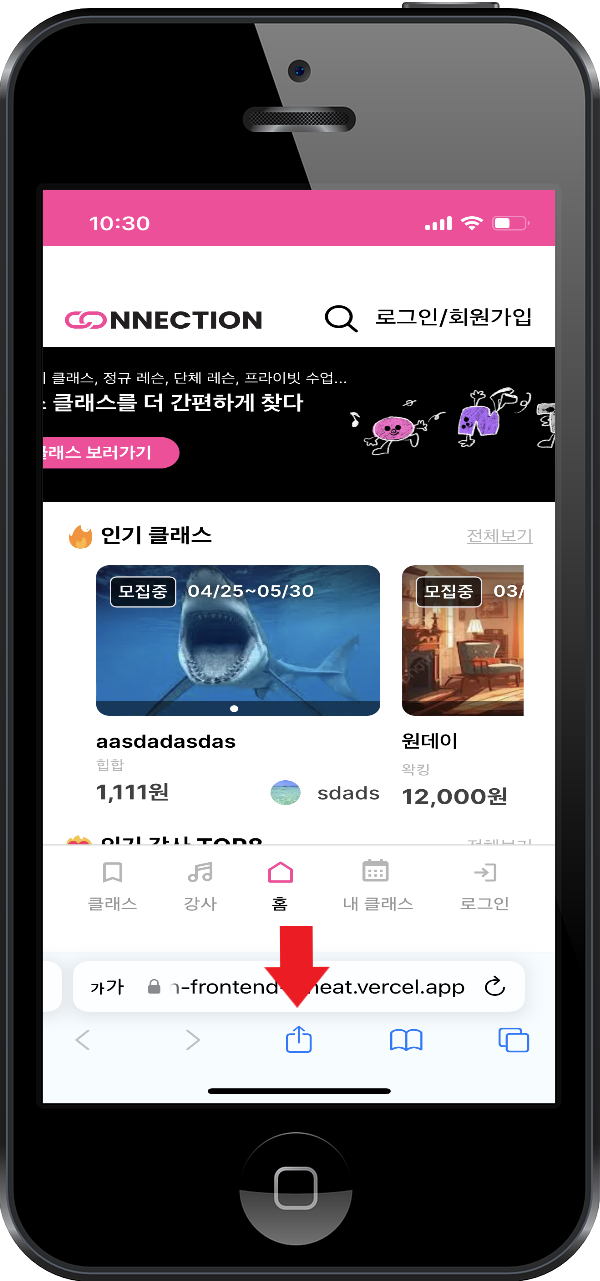 10:30
CONNECTION
로그인/회원가입
클래스, 정규 레슨, 단체 레슨, 프라이빗 수업...
클래스를 더 간편하게 찾다
클래스 보러가기
인기 클래스
전체보기
모집중 04/25~05/30
모집중 03/
aasdadasdas
힙합
1,111원
sdads
원데이
왁킹
12,000원
인기 강사 TOP8
전체보기
클래스
강사
홈
내 클래스
로그인
가가
n-frontend-
heat.vercel.app